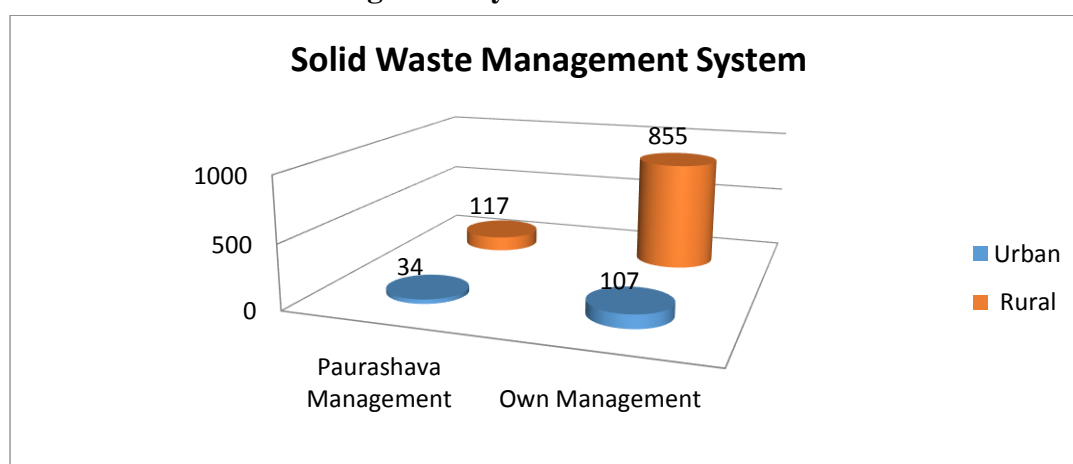 Solid Waste Management System
855
1000
117
500
34
107
Urban
0
Rural
Paurashava
Management
Own Management